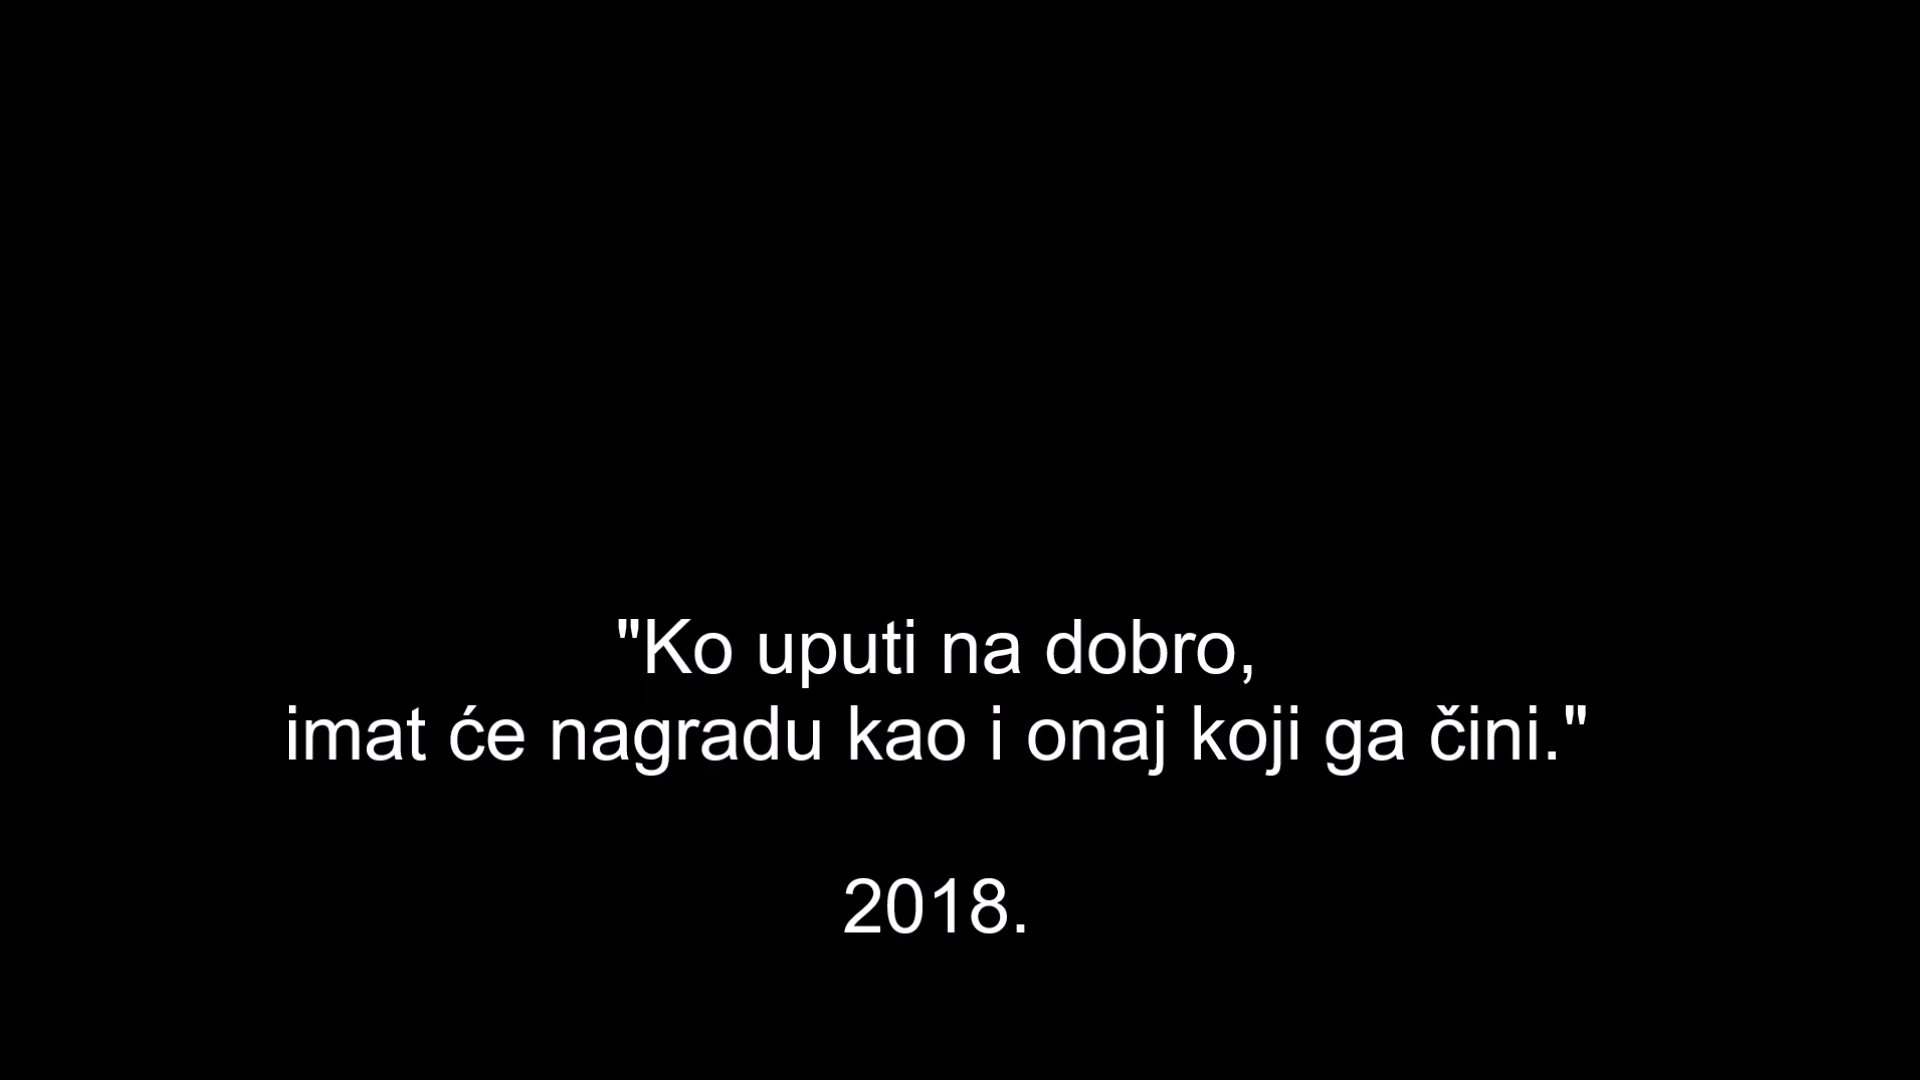 "Ko uputi na dobro,
imat će nagradu kao i onaj koji ga čini."
2018.